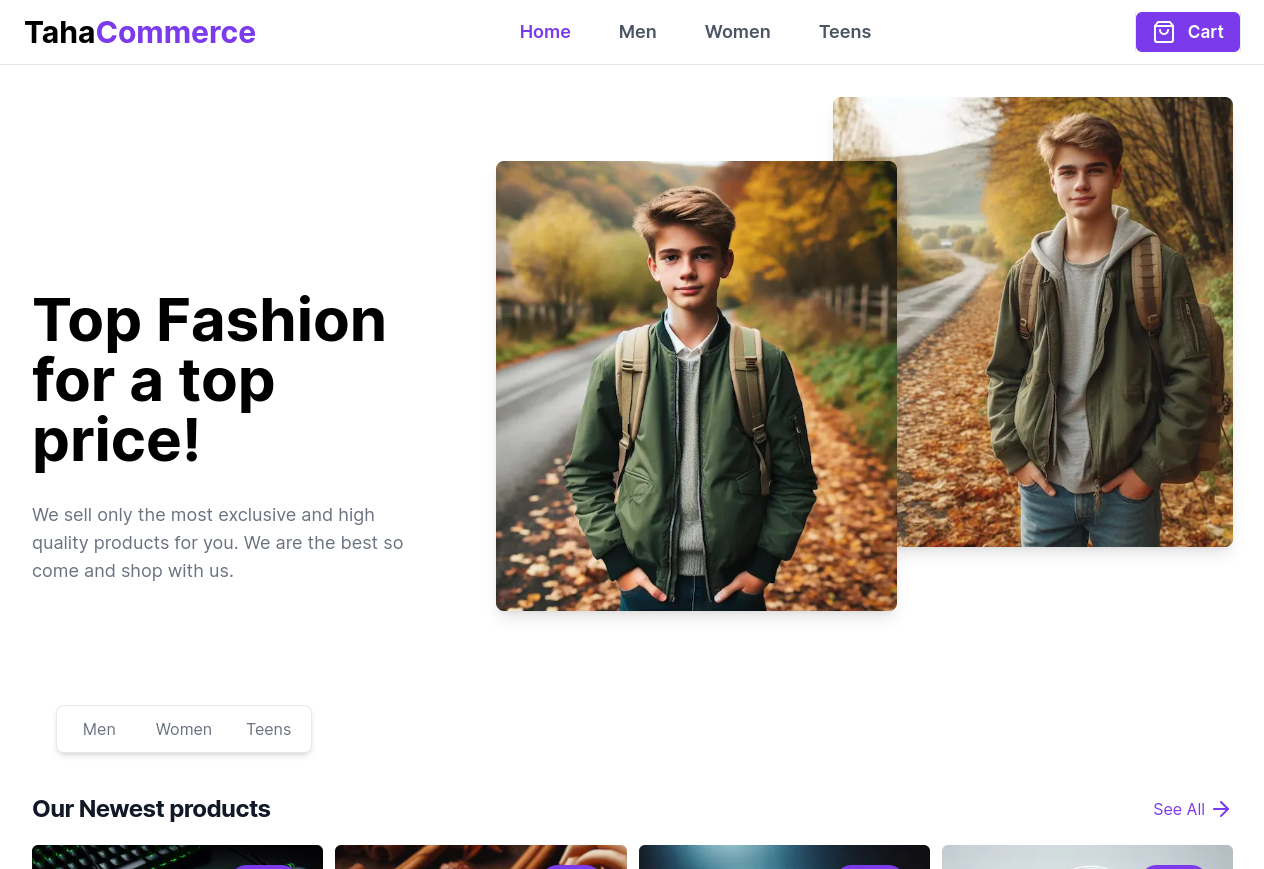 TahaCommerce
Home
Men
Women
Teens
Cart
Top Fashion
for a top
price!
We sell only the most exclusive and high
quality products for you. We are the best so
come and shop with us.
Men
Women
Teens
Our Newest products
See All